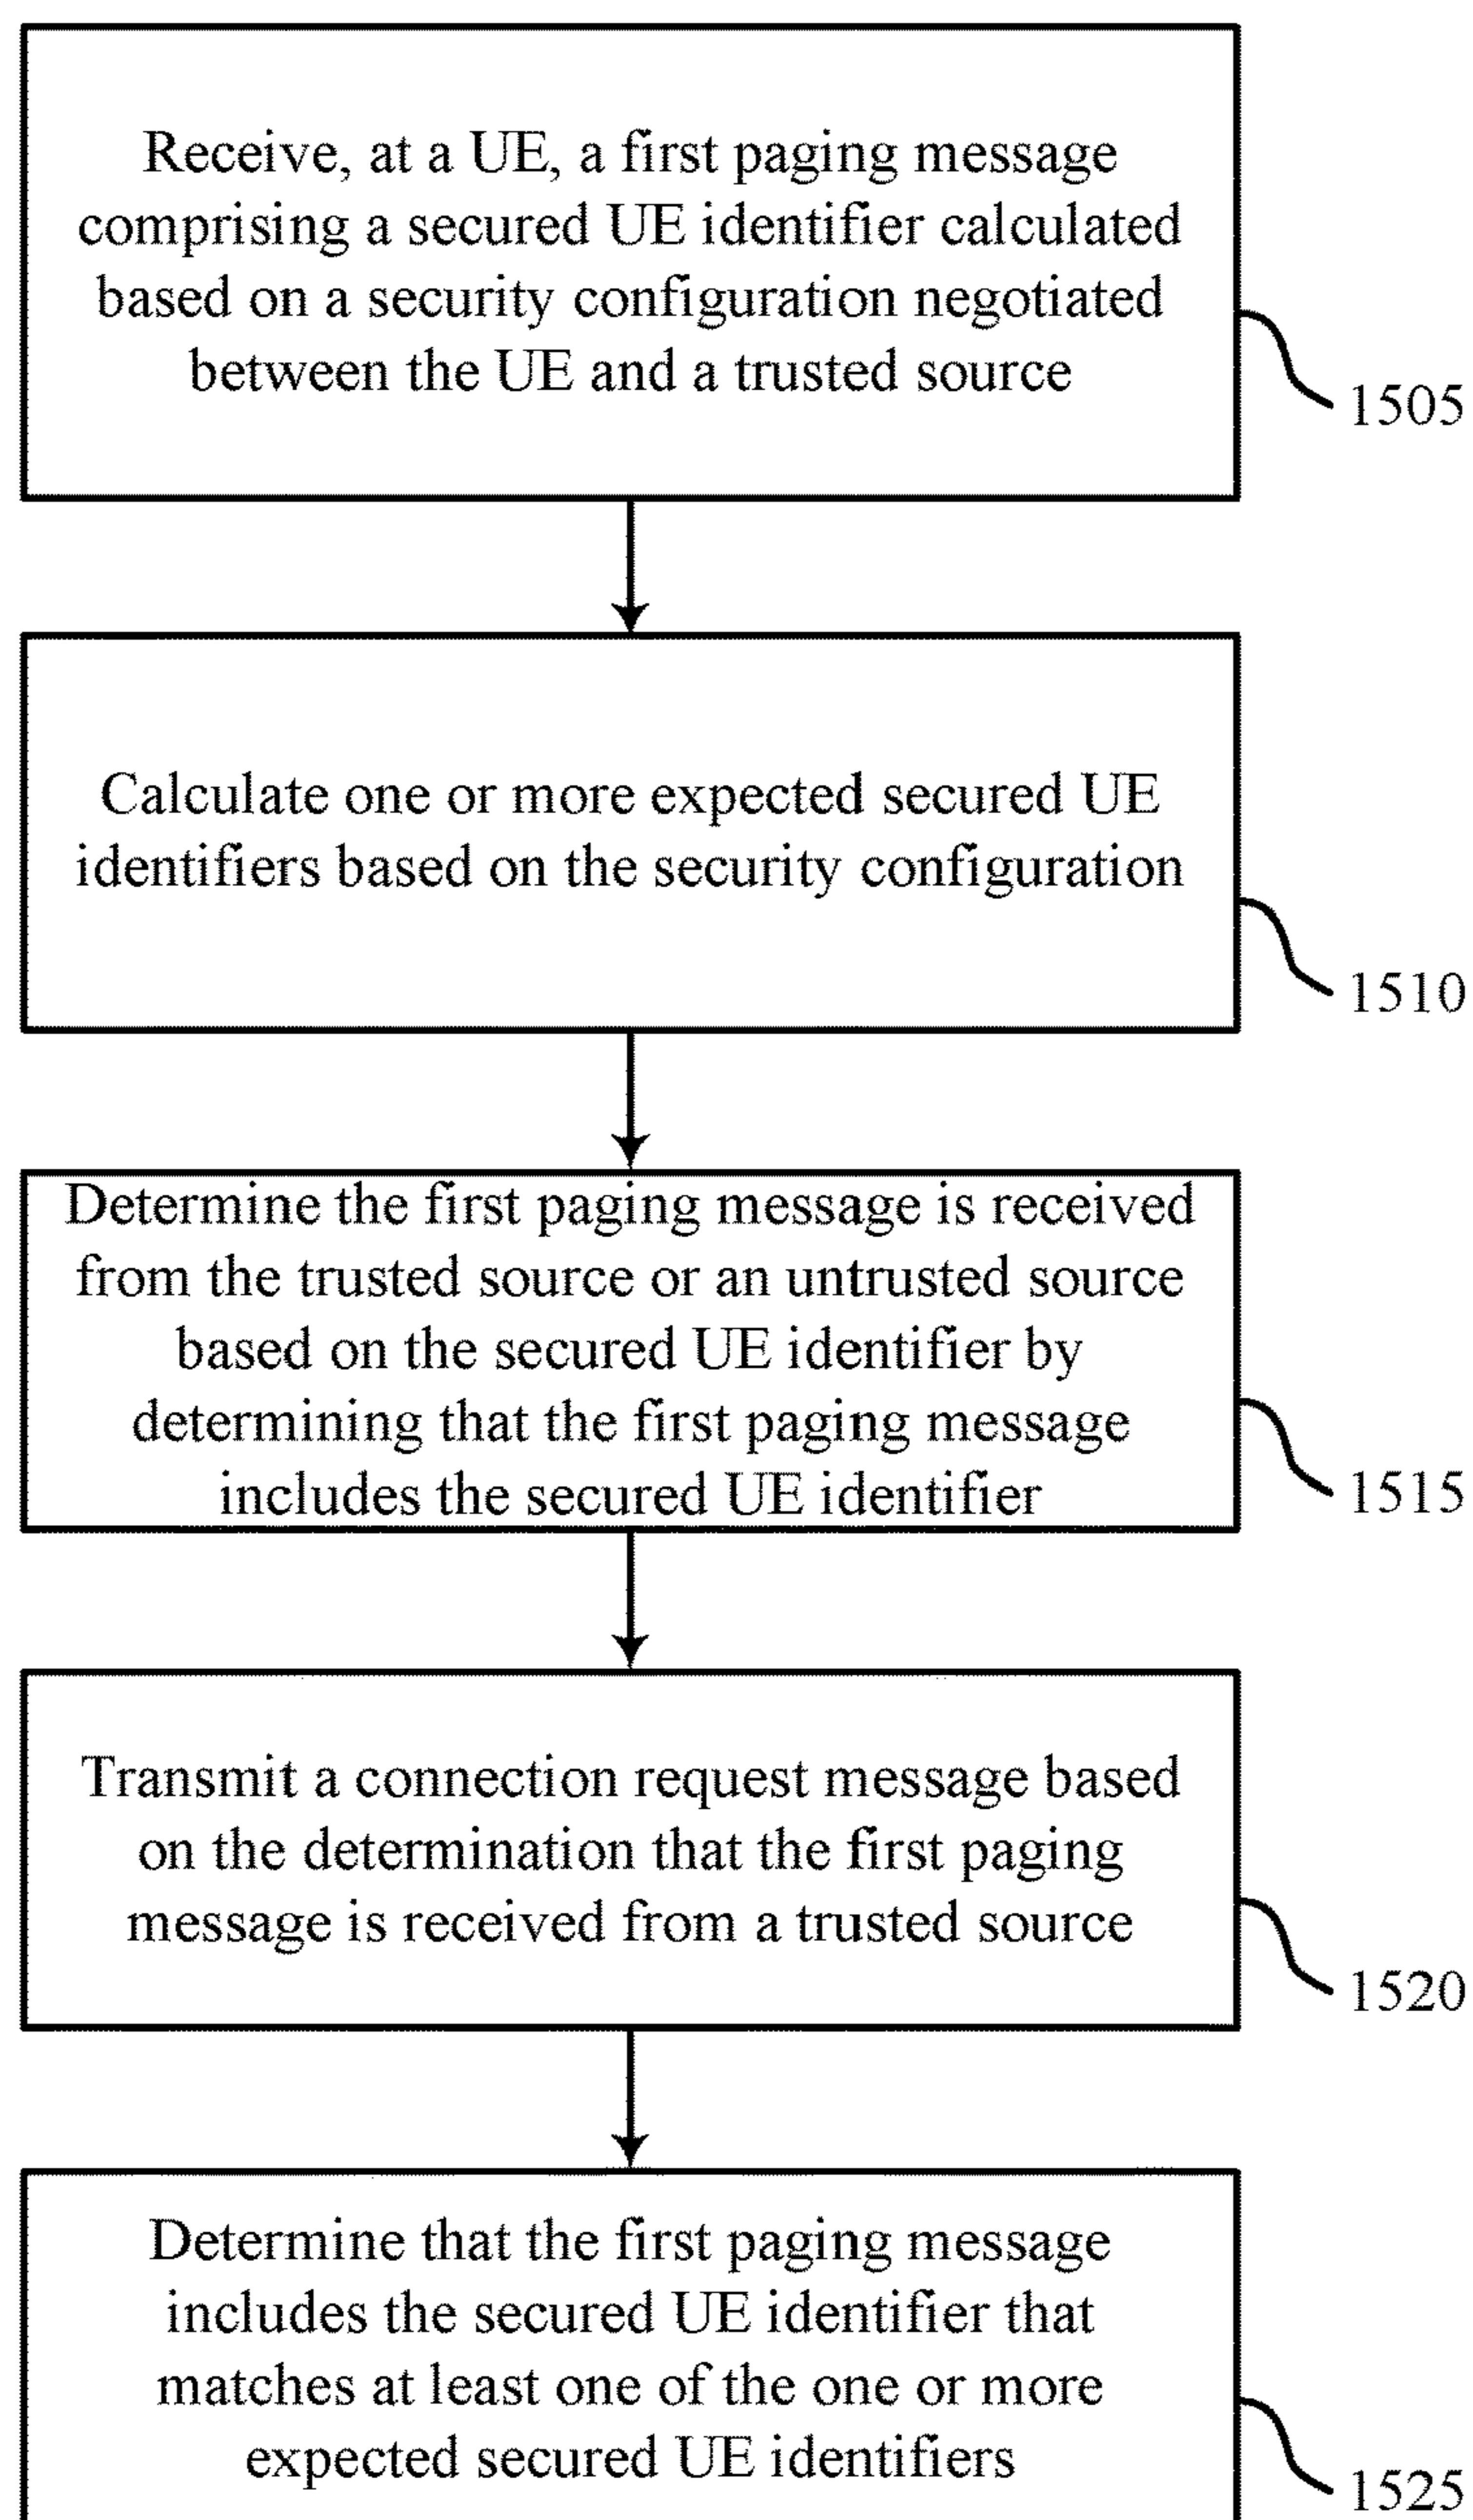 Receive, at a UE, a first paging message
comprising a secured UE identifier calculated
based on a security configuration negotiated
between the UE and a trusted source
1505
Calculate one or more expected secured UE
identifiers based on the security configuration
1510
Determine the first paging message is received
from the trusted source or an untrusted source
based on the secured UE identifier by
determining that the first paging message
includes the secured UE identifier
1515
Transmit a connection request message based
on the determination that the first paging
message is received from a trusted source
1520
Determine that the first paging message
includes the secured UE identifier that
matches at least one of the one or more
expected secured UE identifiers
1525